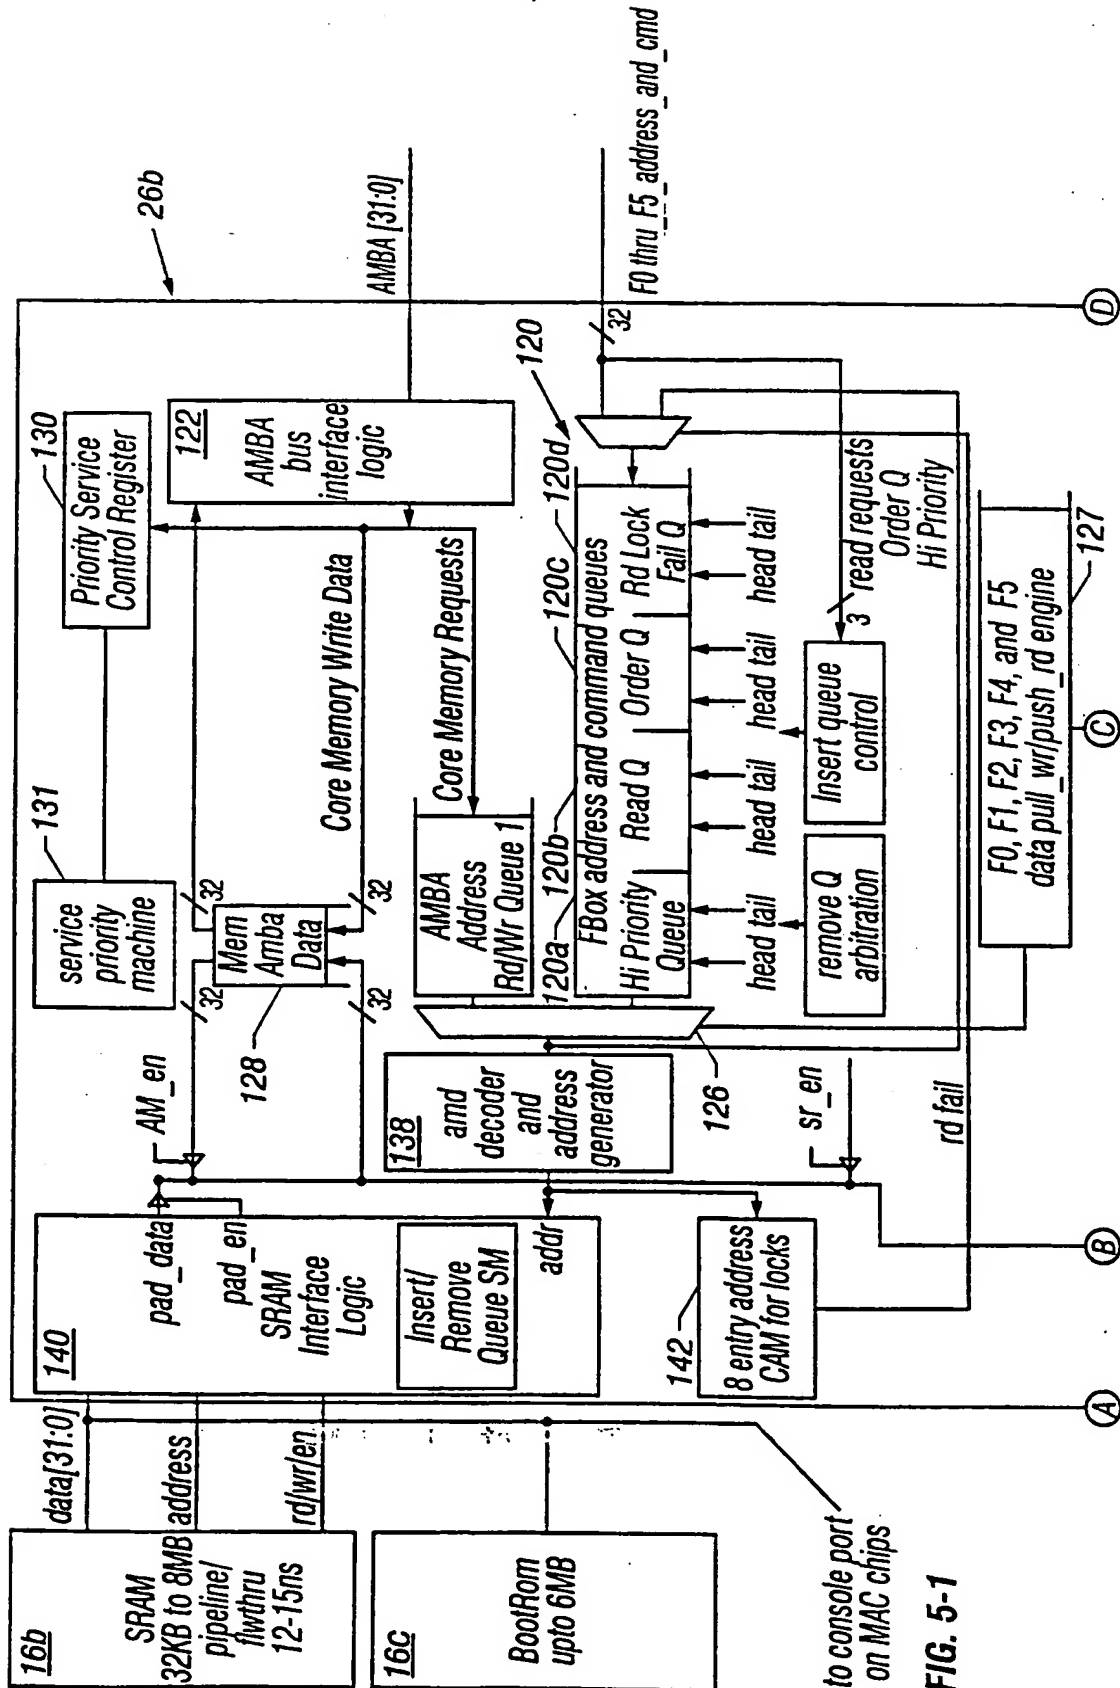 16b
SRAM
32KB to 8MB
pipeline/
flwthru
12-15ns
data[31:0]
address
rd/wr/en
16c
BootRom
upto 6MB
to console port
on MAC chips
FIG. 5-1
140
pad_data
pad_en
SRAM
Interface
Logic
Insert/
Remove
Queue SM
addr
142
8 entry address
CAM for locks
AM_en
138
amd
decoder
and
address
generator
sr_en
rd fail
126
131
service
priority
machine
32
32
Mem
Amba
Data
32
32
128
130
Priority Service
Control Register
122
AMBA
bus
interface
logic
26b
AMBA [31:0]
Core Memory Write Data
Core Memory Requests
AMBA
Address
Rd/Wr Queue 1
120a
120b
120c
120d
120
FBox address and command queues
Hi Priority
Queue
Read Q
Order Q
Rd Lock
Fail Q
head tail
head tail
head tail
head tail
remove Q
arbitration
Insert queue
control
32
F0 thru F5 address_and_cmd
3
read requests
Order Q
Hi Priority
F0, F1, F2, F3, F4, and F5
data pull_wr/push_rd engine
127
A
B
C
D